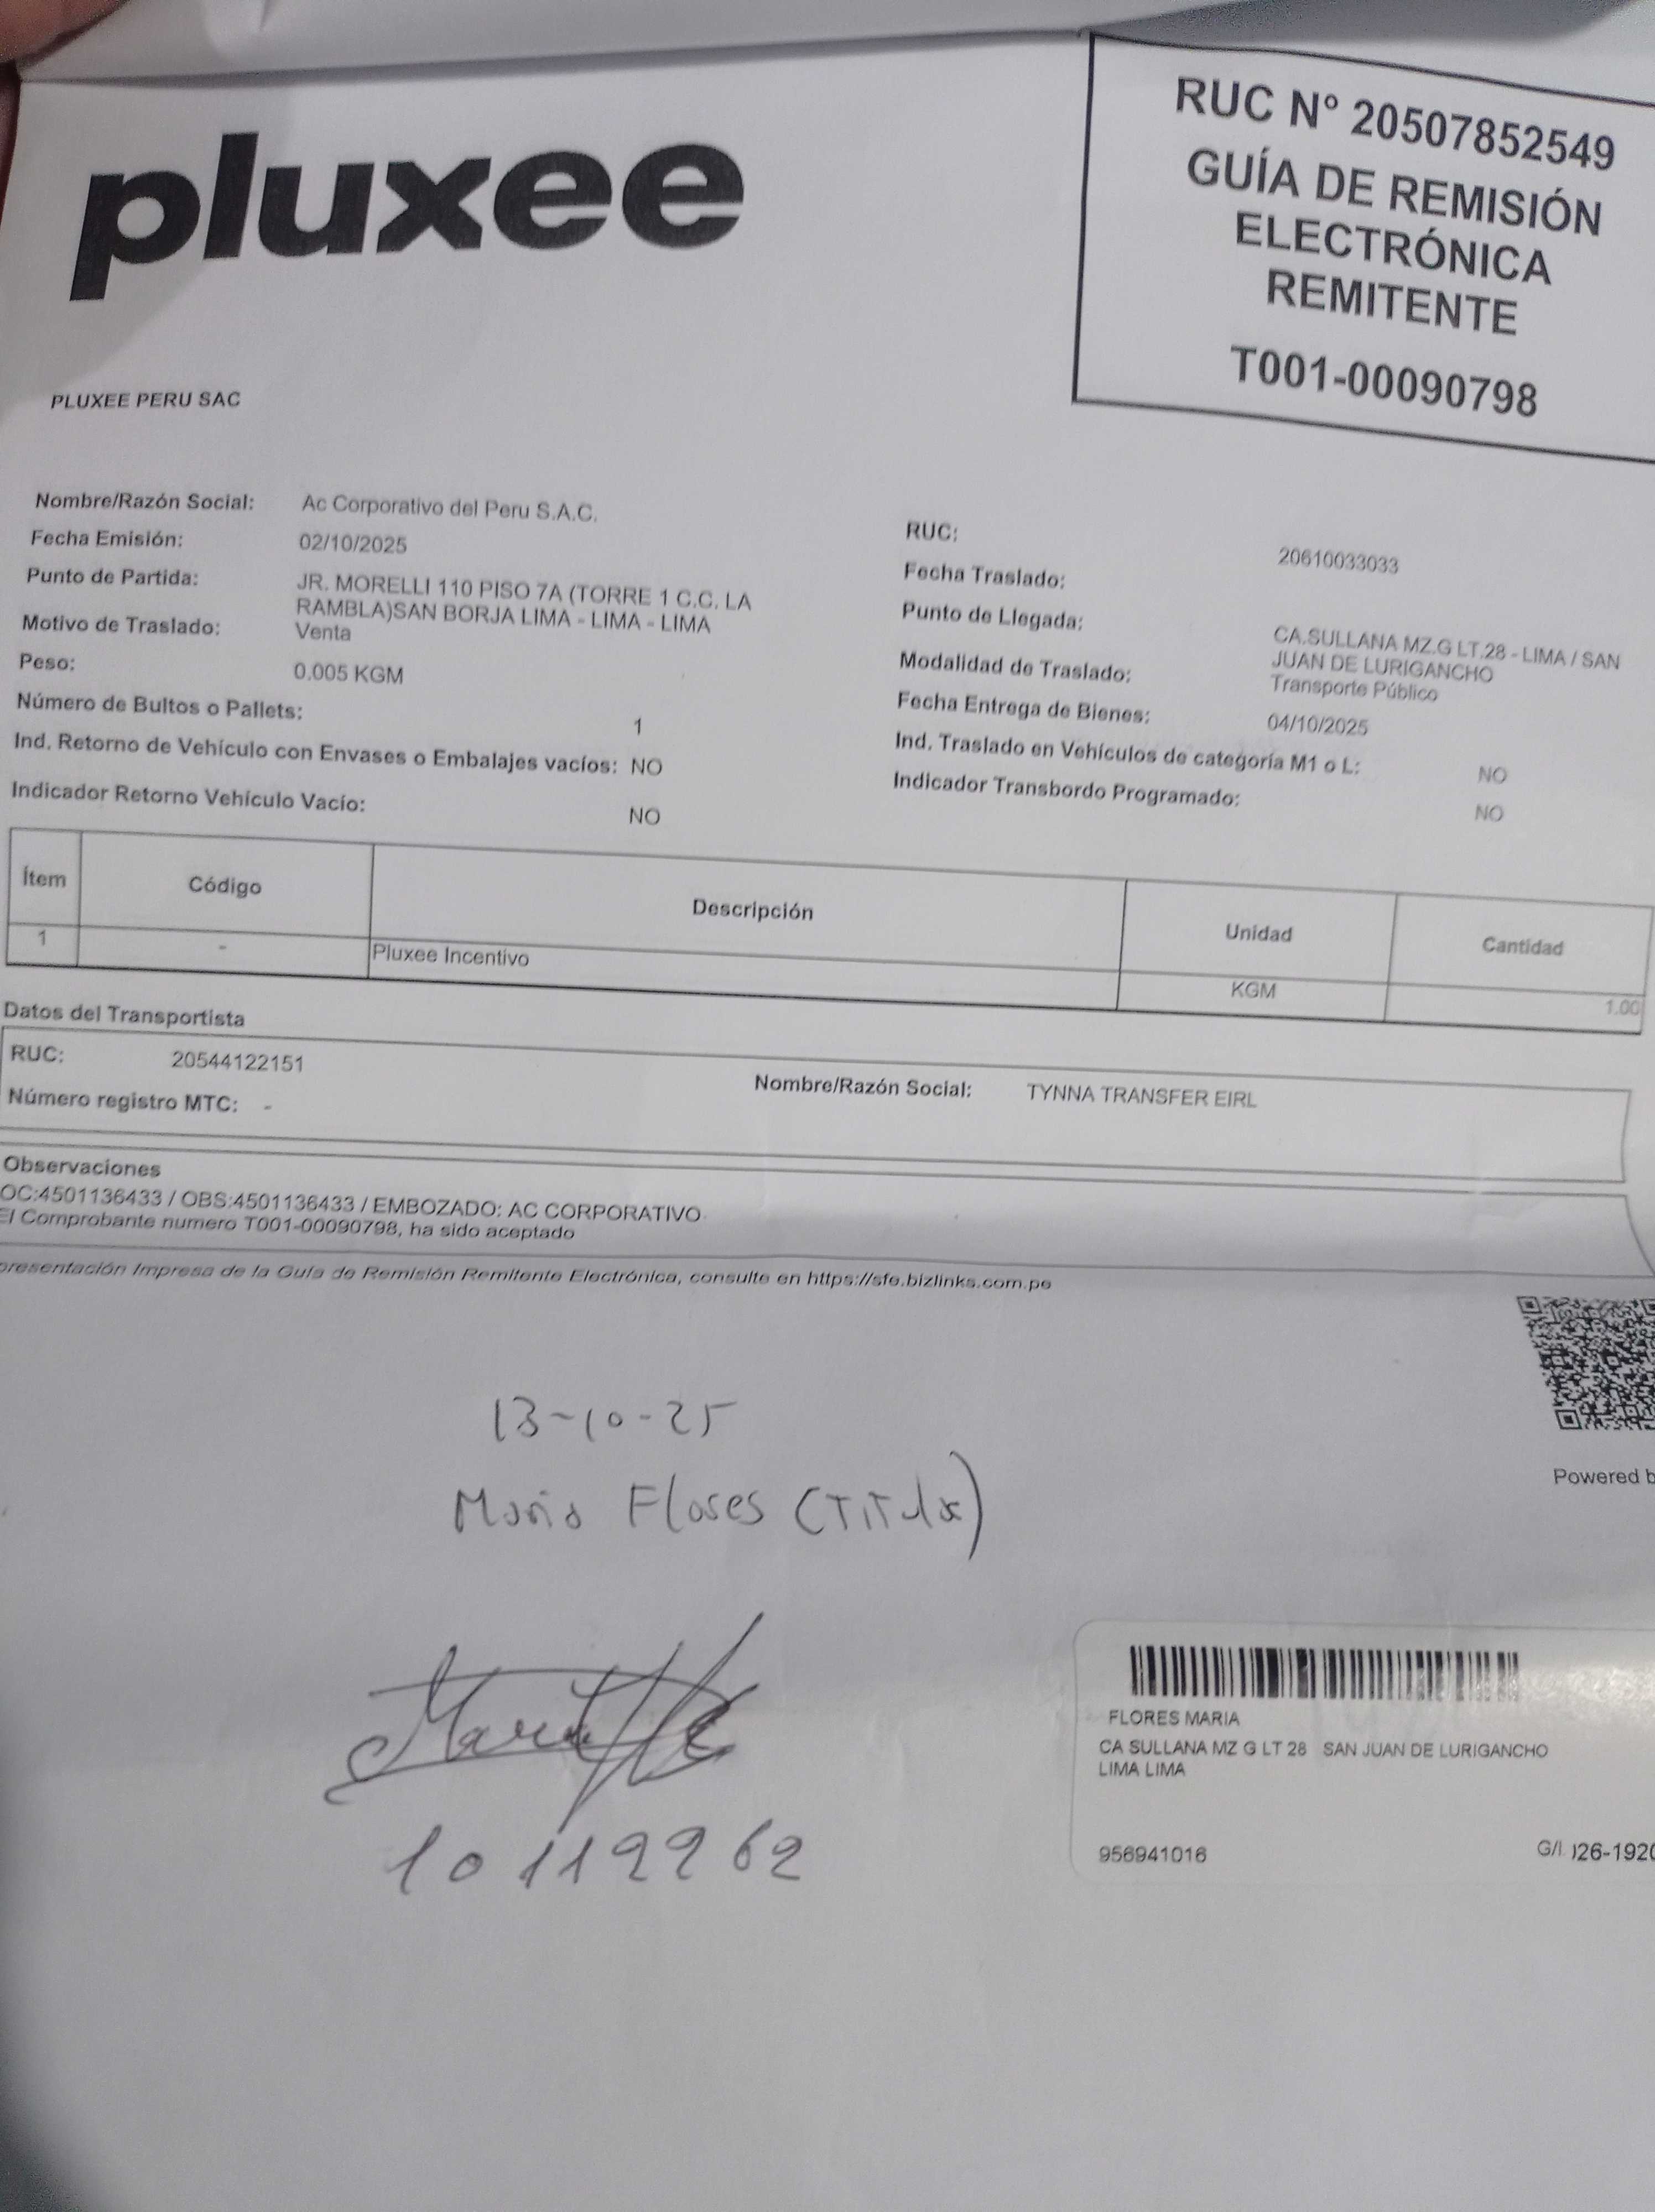 pluxee
RUC N° 20507852549
GUÍA DE REMISIÓN
ELECTRÓNICA
REMITENTE
T001-00090798
PLUXEE PERU SAC
Nombre/Razón Social: Ac Corporativo del Peru S.A.C.
Fecha Emisión: 02/10/2025
Punto de Partida: JR. MORELLI 110 PISO 7A (TORRE 1 C.C. LA
RAMBLA)SAN BORJA LIMA - LIMA - LIMA
Motivo de Traslado: Venta
Peso: 0.005 KGM
Número de Bultos o Pallets: 1
Ind. Retorno de Vehículo con Envases o Embalajes vacíos: NO
Indicador Retorno Vehículo Vacío: NO
RUC: 20610033033
Fecha Traslado:
Punto de Llegada: CA.SULLANA MZ.G LT.28 - LIMA / SAN
JUAN DE LURIGANCHO
Modalidad de Traslado: Transporte Público
Fecha Entrega de Bienes: 04/10/2025
Ind. Traslado en Vehículos de categoría M1 o L: NO
Indicador Transbordo Programado: NO
Ítem Código Descripción Unidad Cantidad
1 - Pluxee Incentivo KGM 1.00
Datos del Transportista
RUC: 20544122151 Nombre/Razón Social: TYNNA TRANSFER EIRL
Número registro MTC: -
Observaciones
OC:4501136433 / OBS:4501136433 / EMBOZADO: AC CORPORATIVO
El Comprobante numero T001-00090798, ha sido aceptado
presentación Impresa de la Guía de Remisión Remitente Electrónica, consulte en https://sfe.bizlinks.com.pe
Powered b
13-10-25
Maria Flores (Titular)
10119962
FLORES MARIA
CA SULLANA MZ G LT 28 SAN JUAN DE LURIGANCHO
LIMA LIMA
956941016 G/I 026-1920